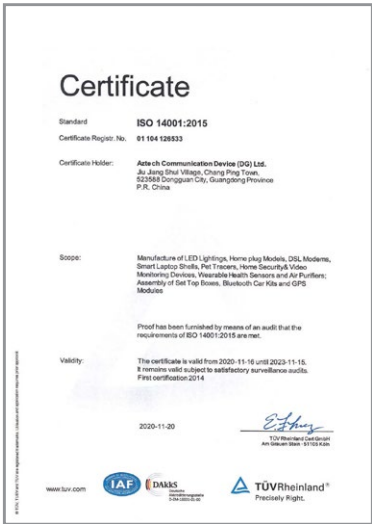 Certificate
Standard ISO 14001:2015
Certificate Registr. No. 01 104 126533
Certificate Holder: Aztech Communication Device (DG) Ltd.
Jiu Jiang Shui Village, Chang Ping Town,
523588 Dongguan City, Guangdong Province
P.R. China
Scope: Manufacture of LED Lightings, Home plug Models, DSL Modems,
Smart Laptop Shells, Pet Tracers, Home Security& Video
Monitoring Devices, Wearable Health Sensors and Air Purifiers;
Assembly of Set Top Boxes, Bluetooth Car Kits and GPS
Modules
Proof has been furnished by means of an audit that the
requirements of ISO 14001:2015 are met.
Validity: The certificate is valid from 2020-11-16 until 2023-11-15.
It remains valid subject to satisfactory surveillance audits.
First certification 2014
2020-11-20
TÜV Rheinland Cert GmbH
Am Grauen Stein · 51105 Köln
www.tuv.com
IAF
DAkkS
Deutsche
Akkreditierungsstelle
TÜVRheinland®
Precisely Right.